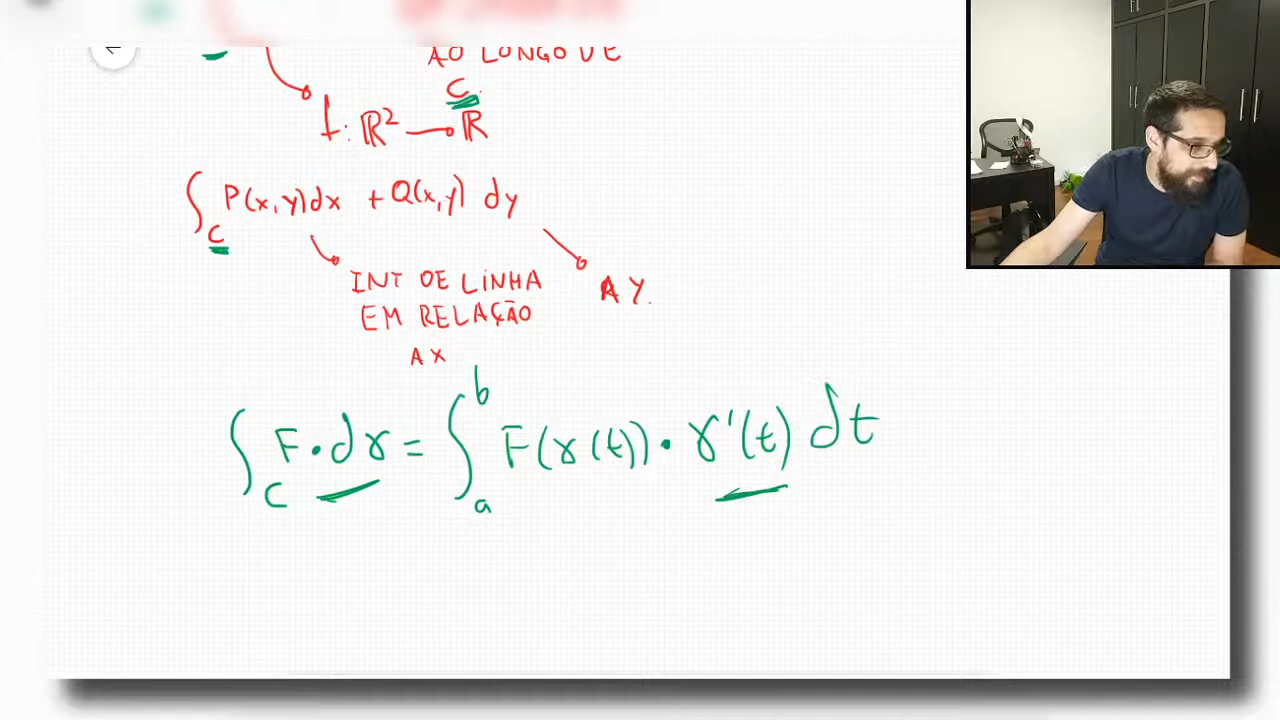 AO LONGO DE
C.
f: ℝ² → ℝ
∫_C P(x,y)dx + Q(x,y) dy
INT DE LINHA
EM RELAÇÃO
A X
A Y.
∫_C F · dγ = ∫_a^b F(γ(t)) · γ'(t) dt